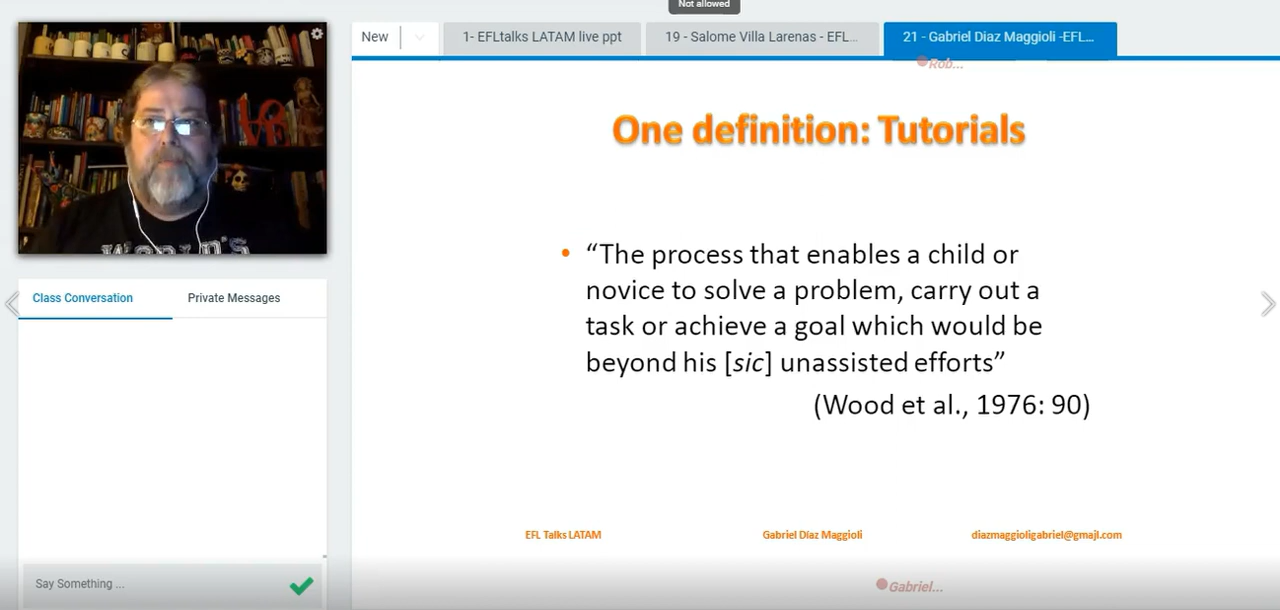 Not allowed
New
1- EFLtalks LATAM live ppt
19 - Salome Villa Larenas - EFL...
21 - Gabriel Diaz Maggioli -EFL...
Rob...
One definition: Tutorials
• “The process that enables a child or
novice to solve a problem, carry out a
task or achieve a goal which would be
beyond his [sic] unassisted efforts”
(Wood et al., 1976: 90)
EFL Talks LATAM
Gabriel Díaz Maggioli
diazmaggioligabriel@gmajl.com
Gabriel...
LOVE
WORLD'S
Class Conversation
Private Messages
Say Something ...